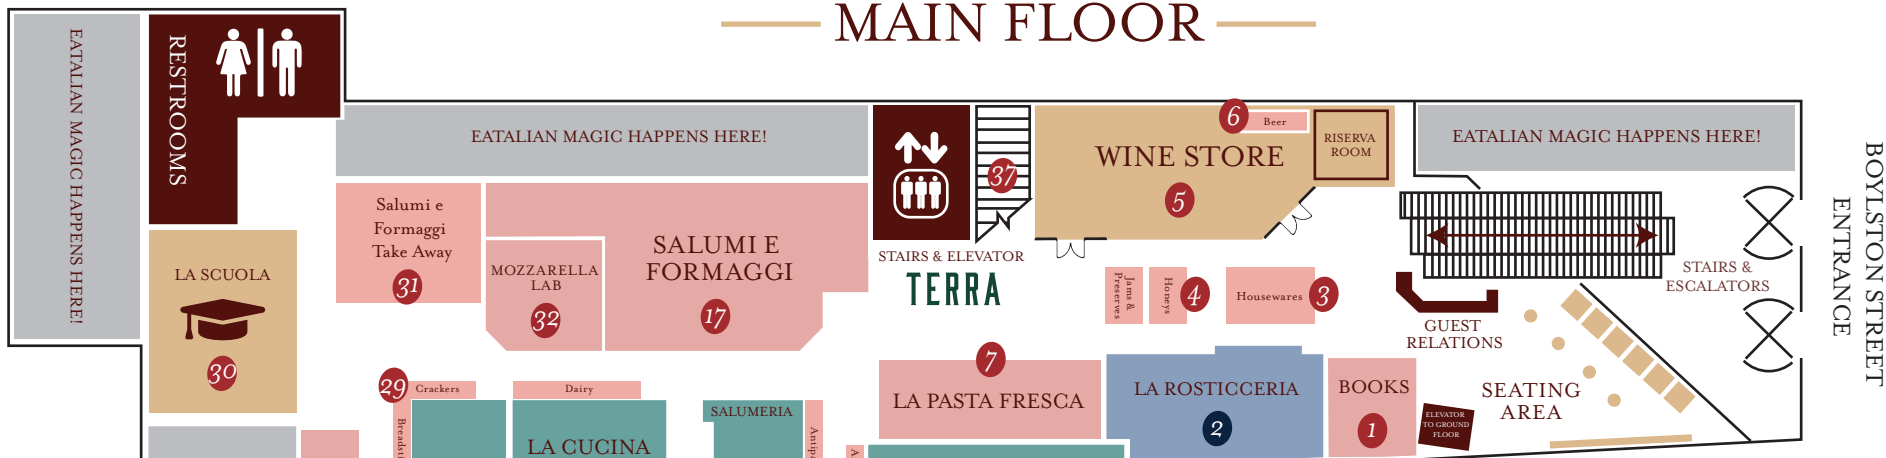 MAIN FLOOR
EATALIAN MAGIC HAPPENS HERE!
RESTROOMS
EATALIAN MAGIC HAPPENS HERE!
37
WINE STORE
5
6
Beer
RISERVA
ROOM
EATALIAN MAGIC HAPPENS HERE!
BOYLSTON STREET
ENTRANCE
LA SCUOLA
30
Salumi e
Formaggi
Take Away
31
MOZZARELLA
LAB
32
SALUMI E
FORMAGGI
17
STAIRS & ELEVATOR
TERRA
Jams &
Preserves
Honeys
4
Housewares
3
STAIRS &
ESCALATORS
GUEST
RELATIONS
SEATING
AREA
29
Crackers
Dairy
LA CUCINA
SALUMERIA
7
LA PASTA FRESCA
LA ROSTICCERIA
2
BOOKS
1
ELEVATOR
TO GROUND
FLOOR